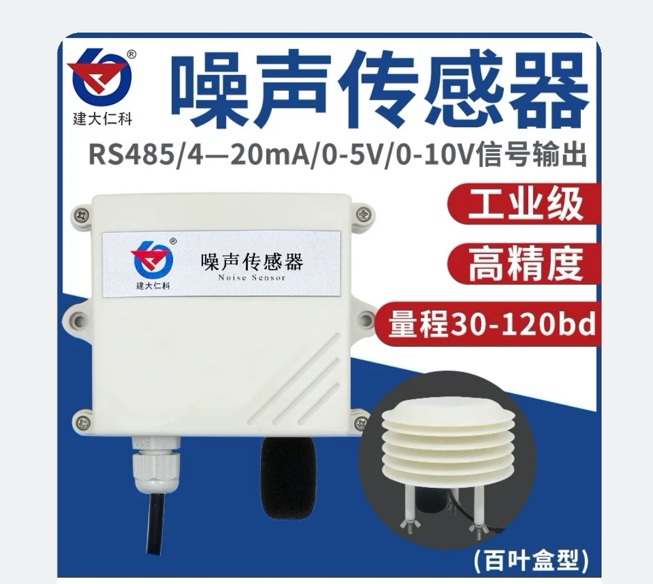 ®
建大仁科
噪声传感器
RS485/4—20mA/0-5V/0-10V信号输出
工业级
高精度
量程30-120bd
®
建大仁科
噪声传感器
Noise Sensor
(百叶盒型)